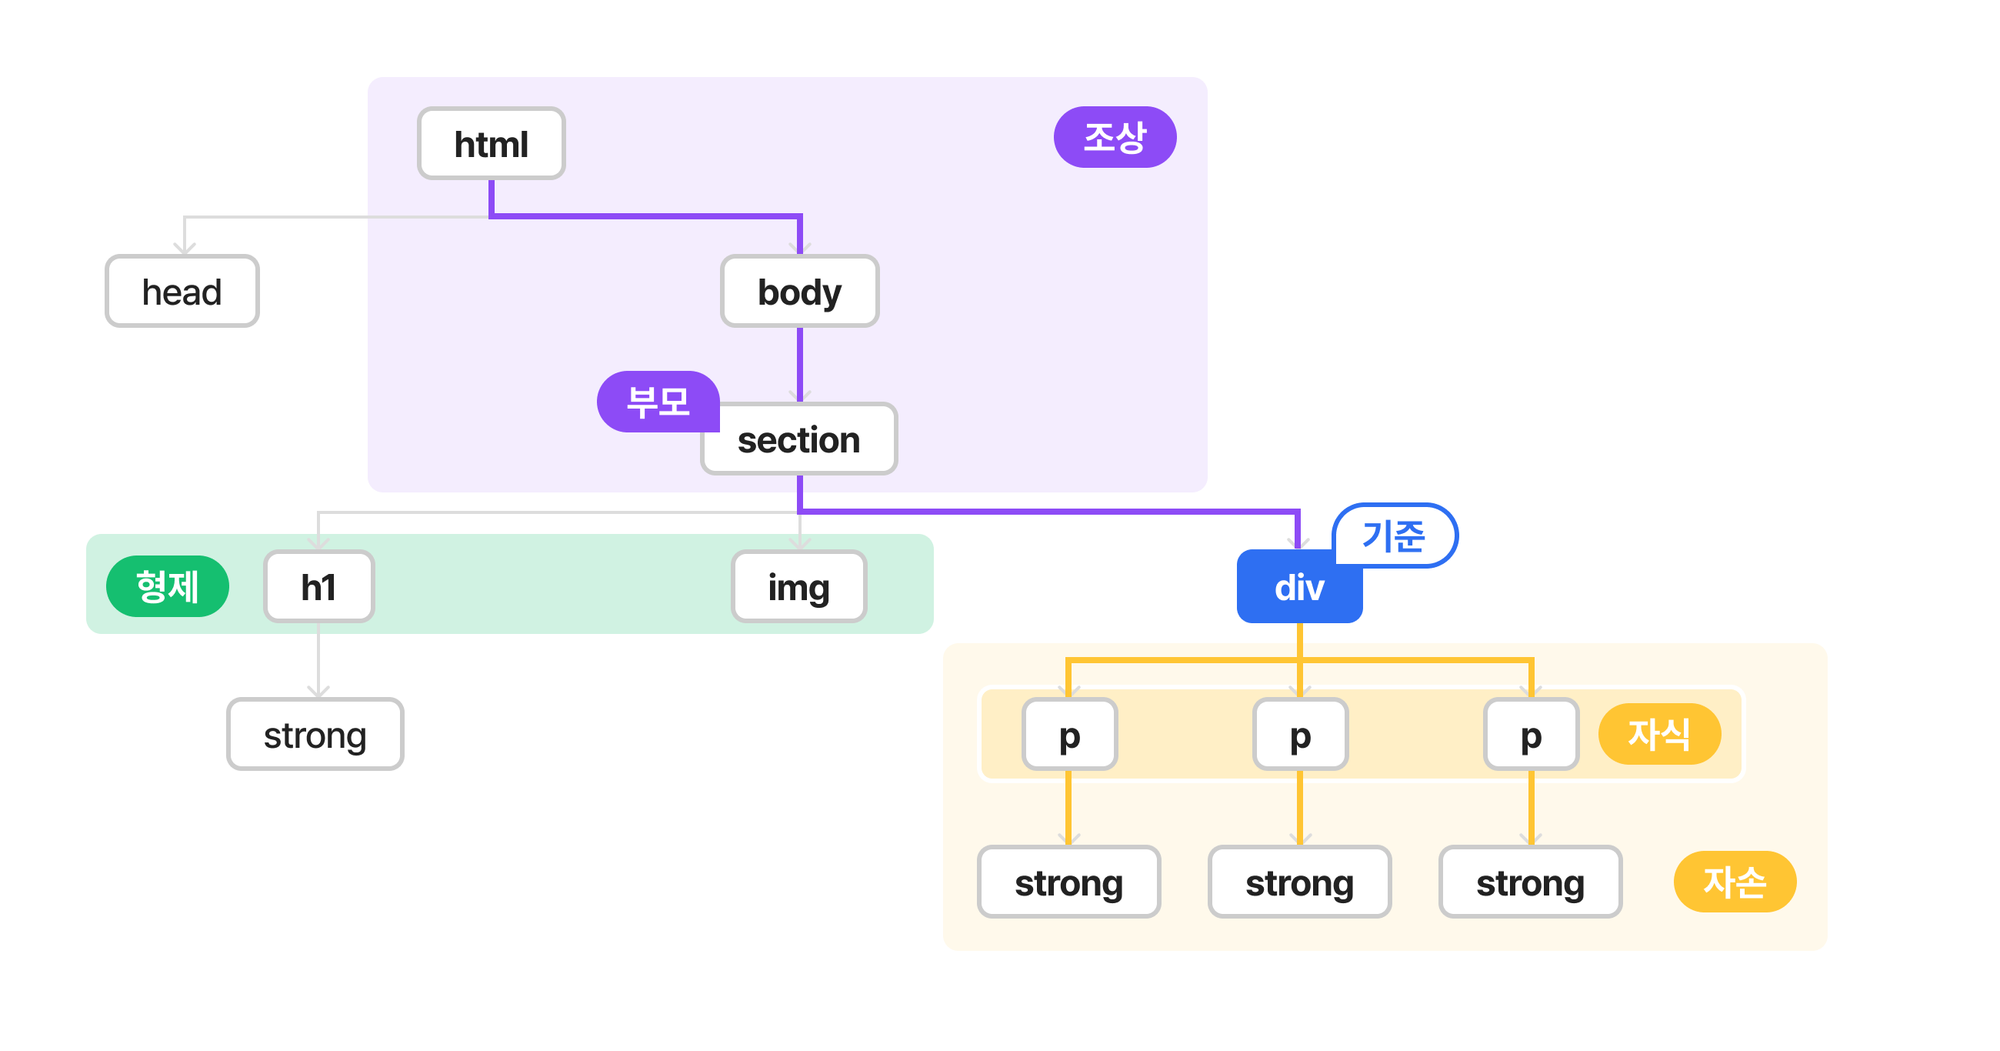 html
조상
head
body
부모
section
기준
형제
h1
img
div
strong
p
p
p
자식
strong
strong
strong
자손